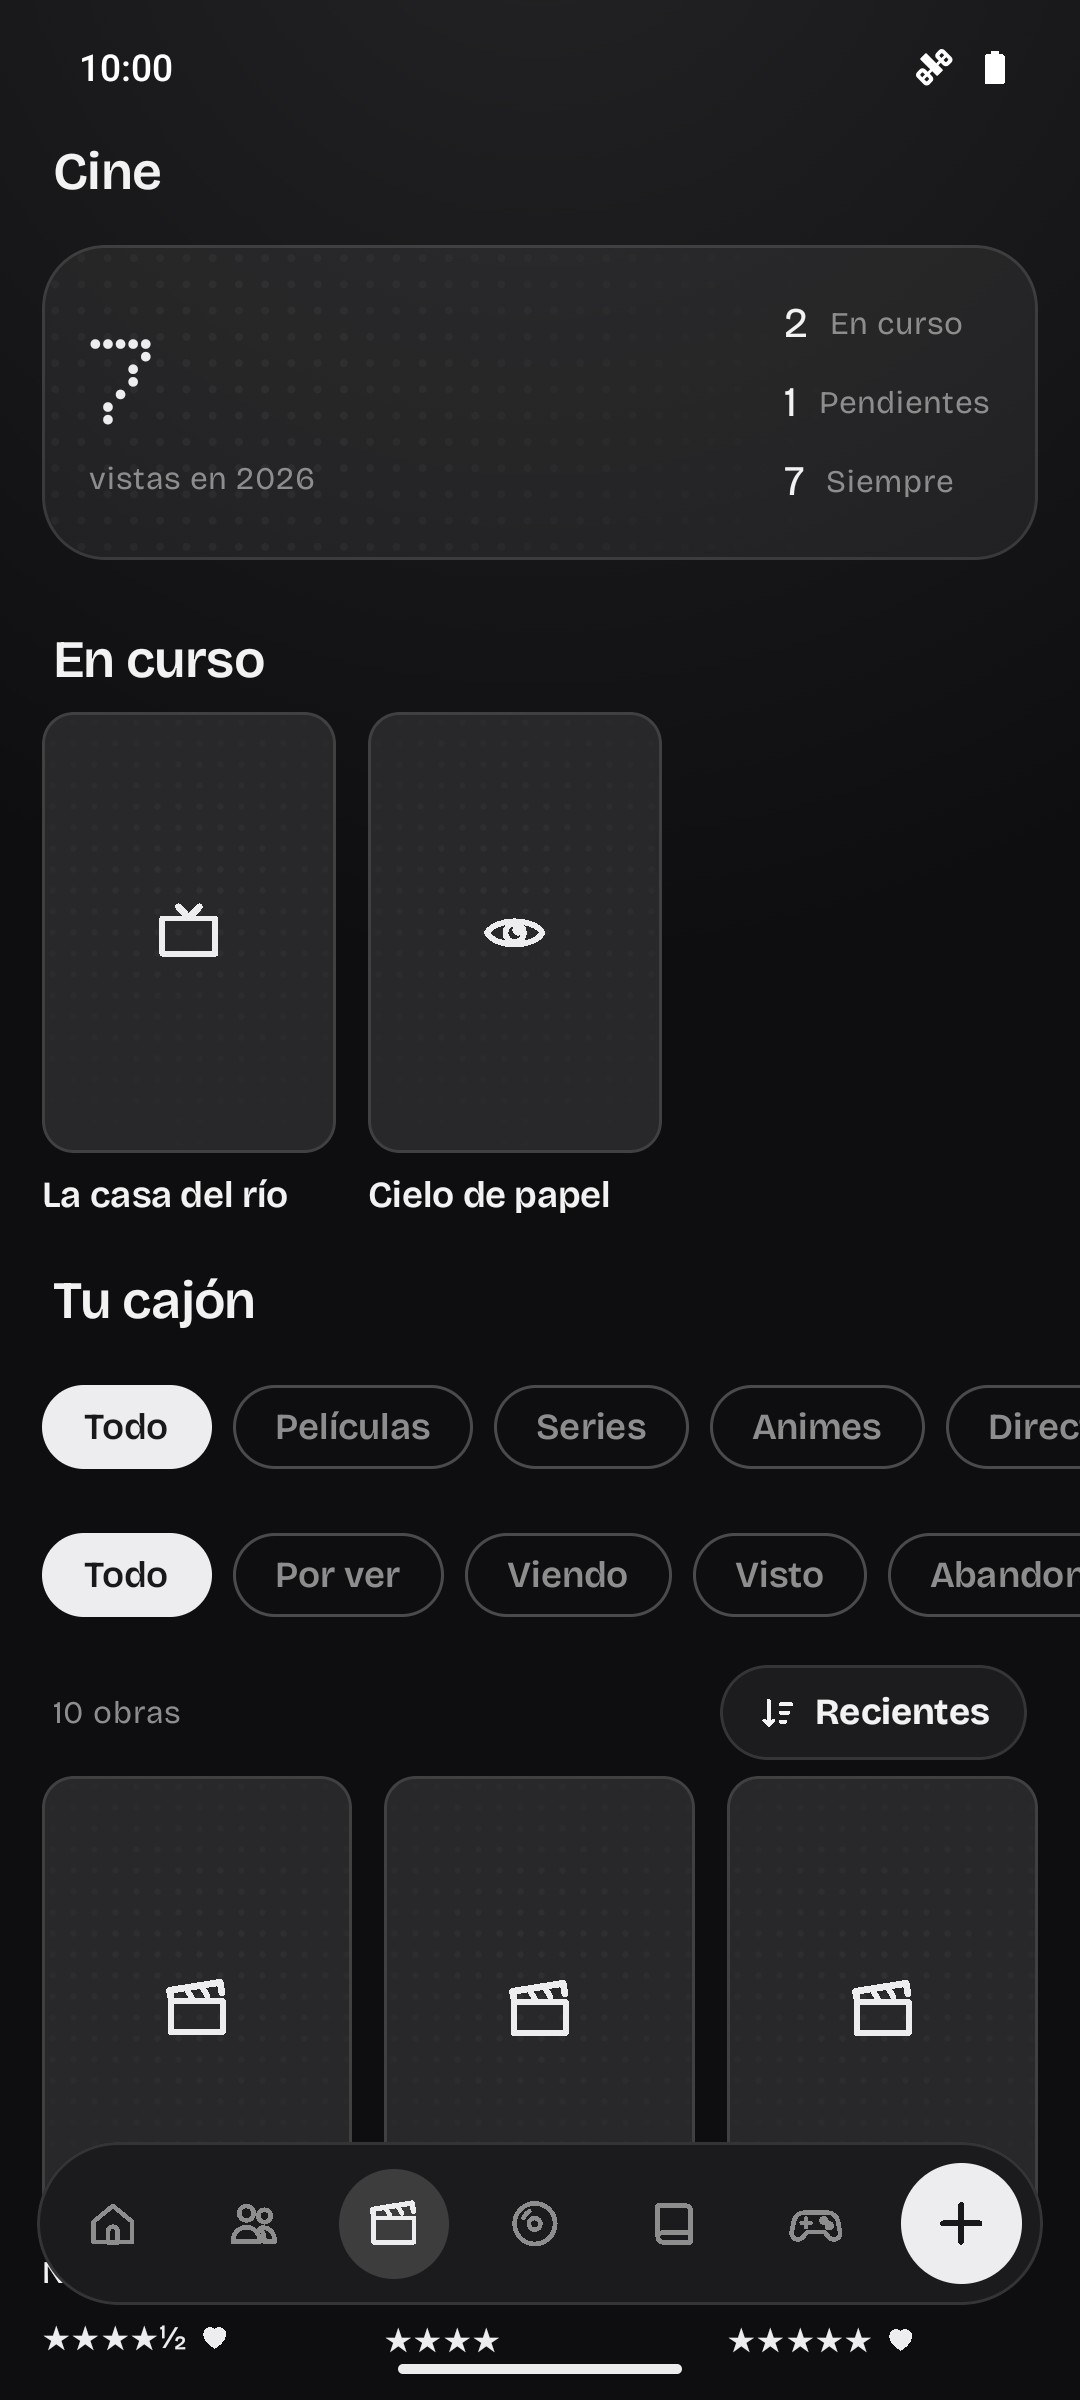 10:00
Cine
7
vistas en 2026
2 En curso
1 Pendientes
7 Siempre
En curso
La casa del río
Cielo de papel
Tu cajón
Todo
Películas
Series
Animes
Todo
Por ver
Viendo
Visto
10 obras
Recientes
★★★★½ ♥
★★★★
★★★★★ ♥